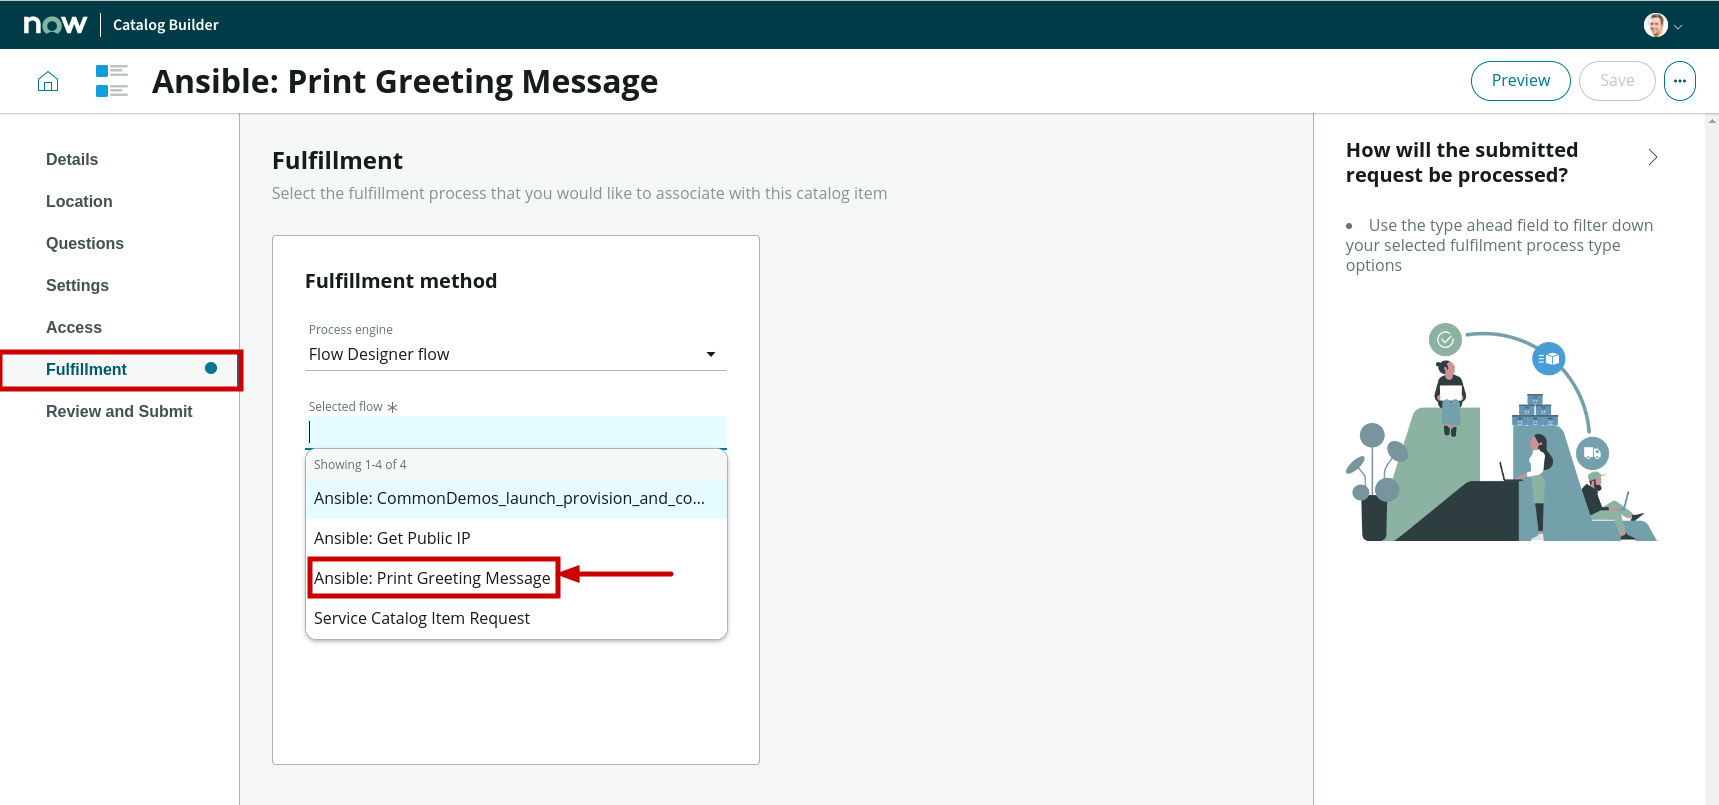 now Catalog Builder
Ansible: Print Greeting Message
Preview
Save
Details
Location
Questions
Settings
Access
Fulfillment
Review and Submit
Fulfillment
Select the fulfillment process that you would like to associate with this catalog item
Fulfillment method
Process engine
Flow Designer flow
Selected flow
Showing 1-4 of 4
Ansible: CommonDemos_launch_provision_and_co...
Ansible: Get Public IP
Ansible: Print Greeting Message
Service Catalog Item Request
How will the submitted
request be processed?
• Use the type ahead field to filter down
your selected fulfilment process type
options